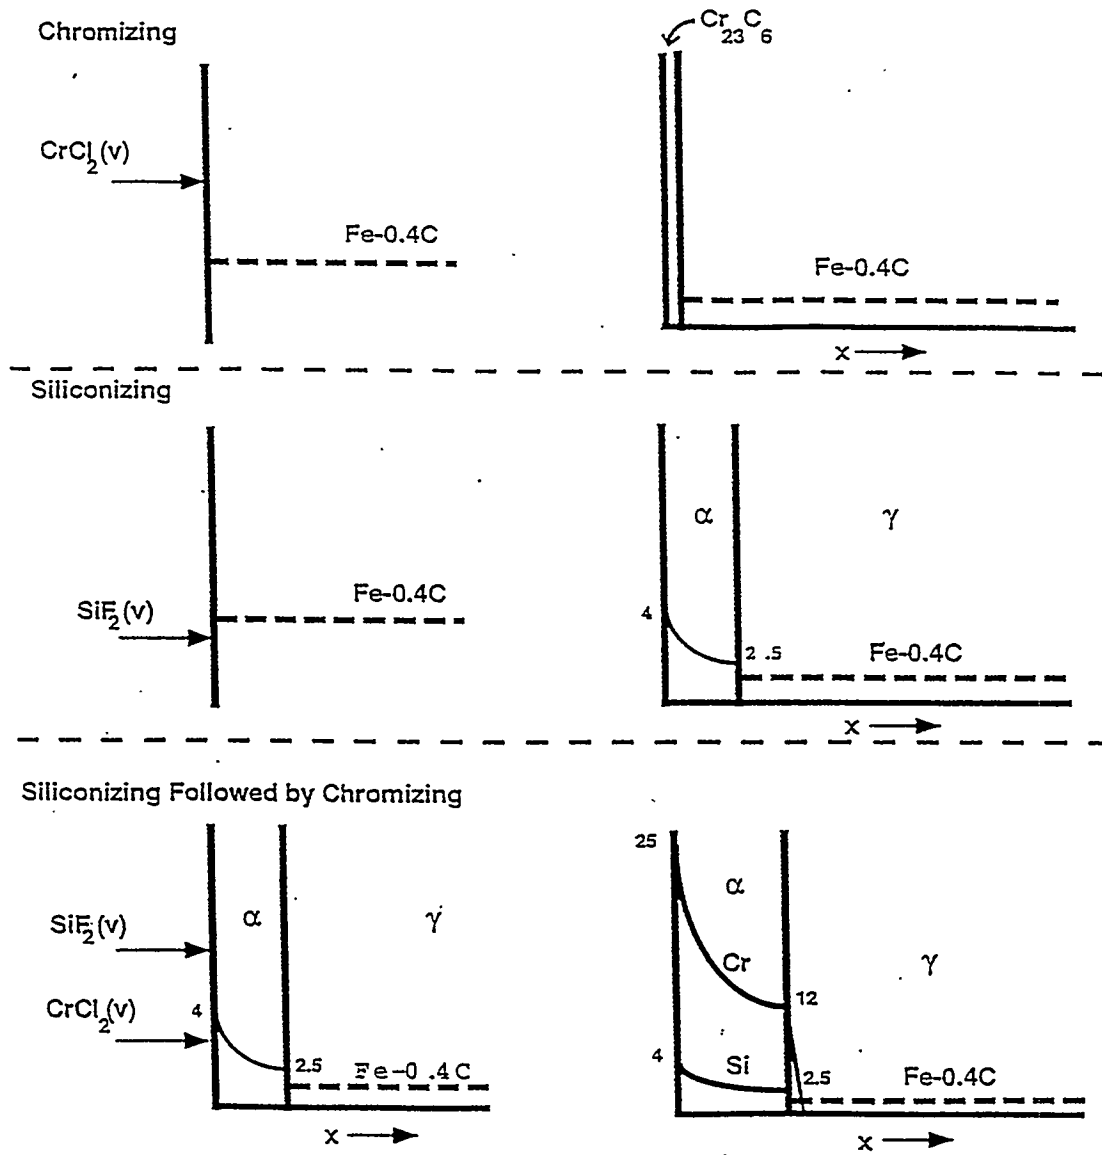 Chromizing
Cr23C6
CrCl2(v)
Fe-0.4C
Fe-0.4C
x
Siliconizing
α
γ
SiF2(v)
Fe-0.4C
4
2.5
Fe-0.4C
x
Siliconizing Followed by Chromizing
25
α
α
γ
SiF2(v)
Cr
γ
CrCl2(v)
4
12
4
Si
2.5
2.5
Fe-0.4C
Fe-0.4C
x
x